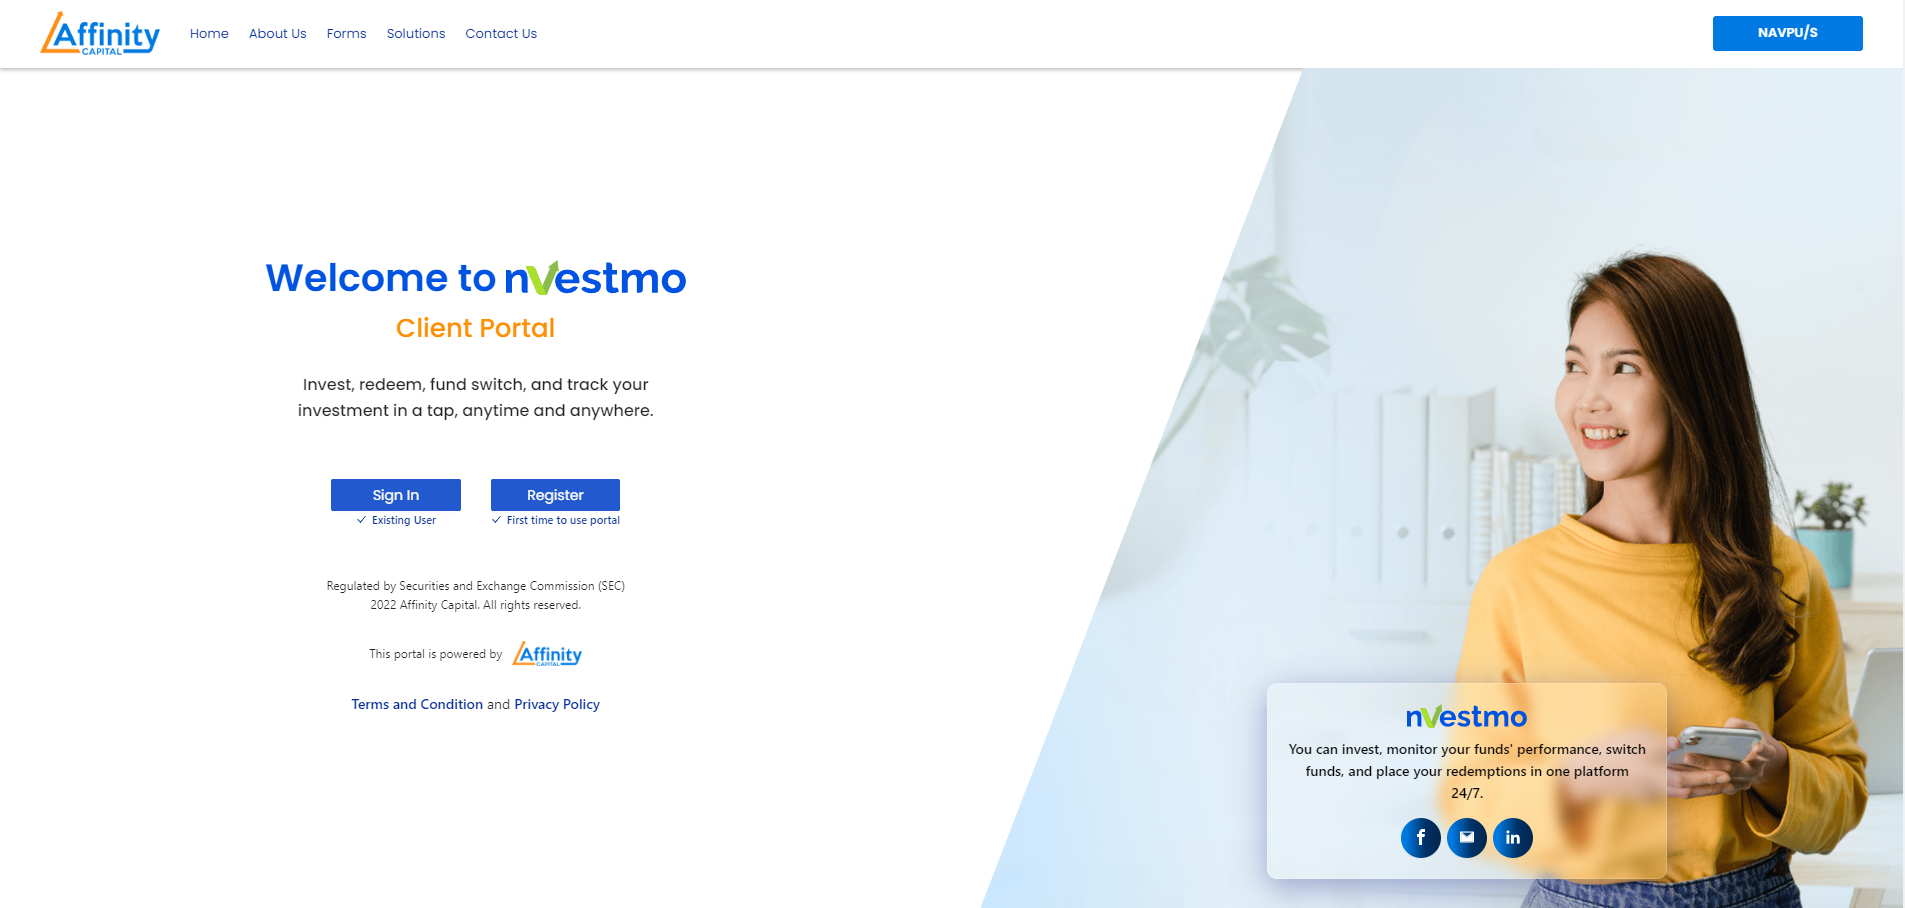 Affinity
CAPITAL
Home
About Us
Forms
Solutions
Contact Us
NAVPU/S
Welcome to nvestmo
Client Portal
Invest, redeem, fund switch, and track your
investment in a tap, anytime and anywhere.
Sign In
Register
Existing User
First time to use portal
Regulated by Securities and Exchange Commission (SEC)
2022 Affinity Capital. All rights reserved.
This portal is powered by Affinity
CAPITAL
Terms and Condition and Privacy Policy
nvestmo
You can invest, monitor your funds' performance, switch
funds, and place your redemptions in one platform
24/7.
f
in